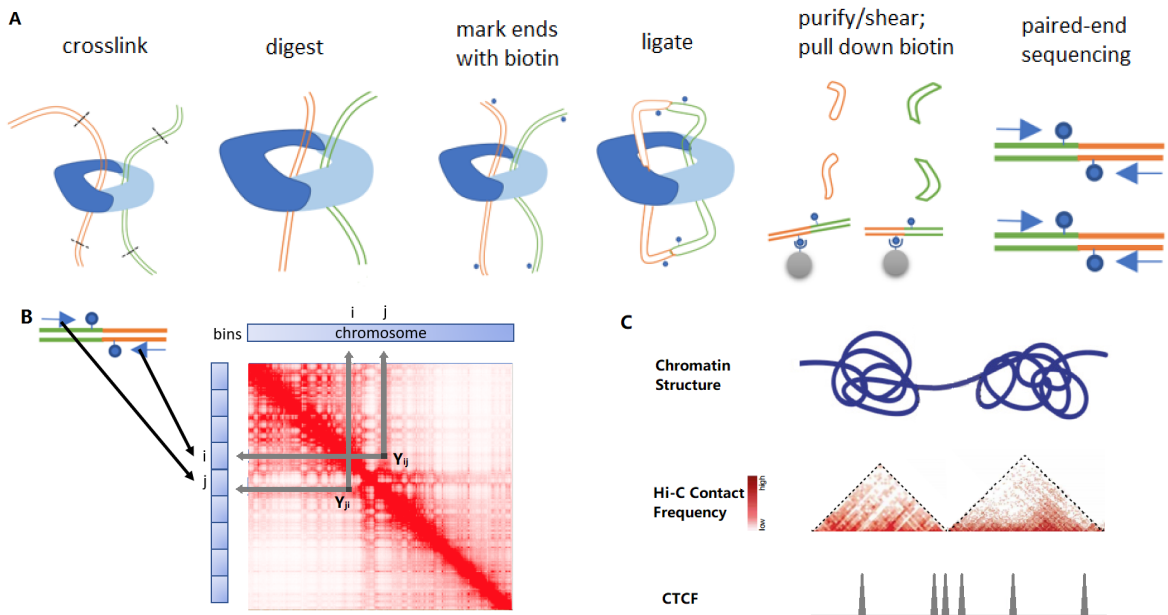 A
crosslink
digest
mark ends
with biotin
ligate
purify/shear;
pull down biotin
paired-end
sequencing
B
i
j
bins
chromosome
i
j
Yij
Yji
C
Chromatin
Structure
Hi-C Contact
Frequency
high
low
CTCF